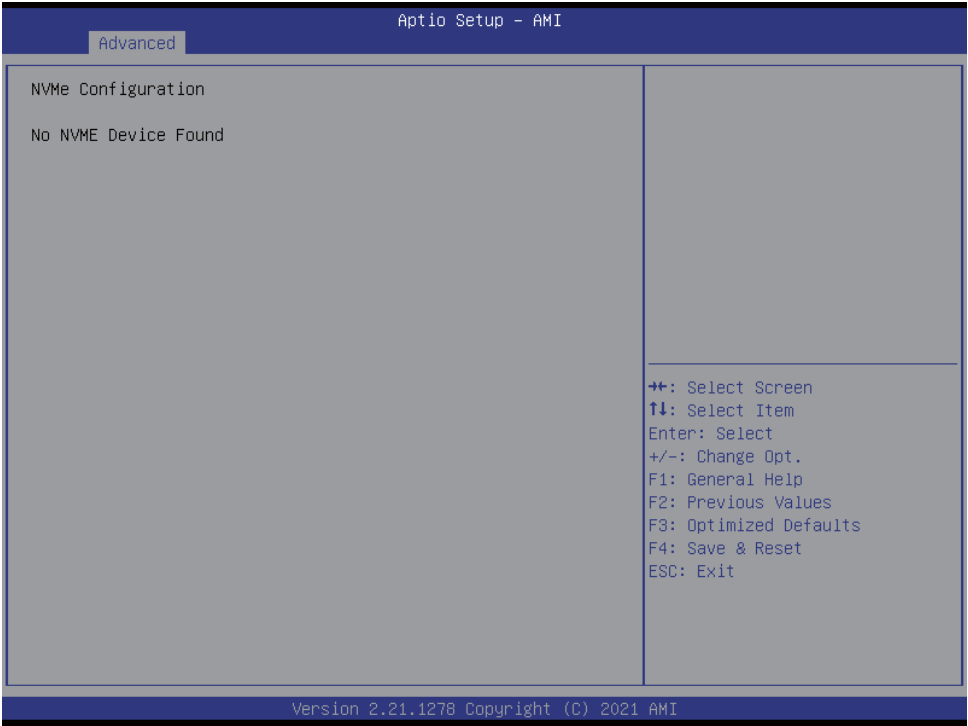 Aptio Setup – AMI
Advanced
NVMe Configuration
No NVME Device Found
→←: Select Screen
↑↓: Select Item
Enter: Select
+/-: Change Opt.
F1: General Help
F2: Previous Values
F3: Optimized Defaults
F4: Save & Reset
ESC: Exit
Version 2.21.1278 Copyright (C) 2021 AMI